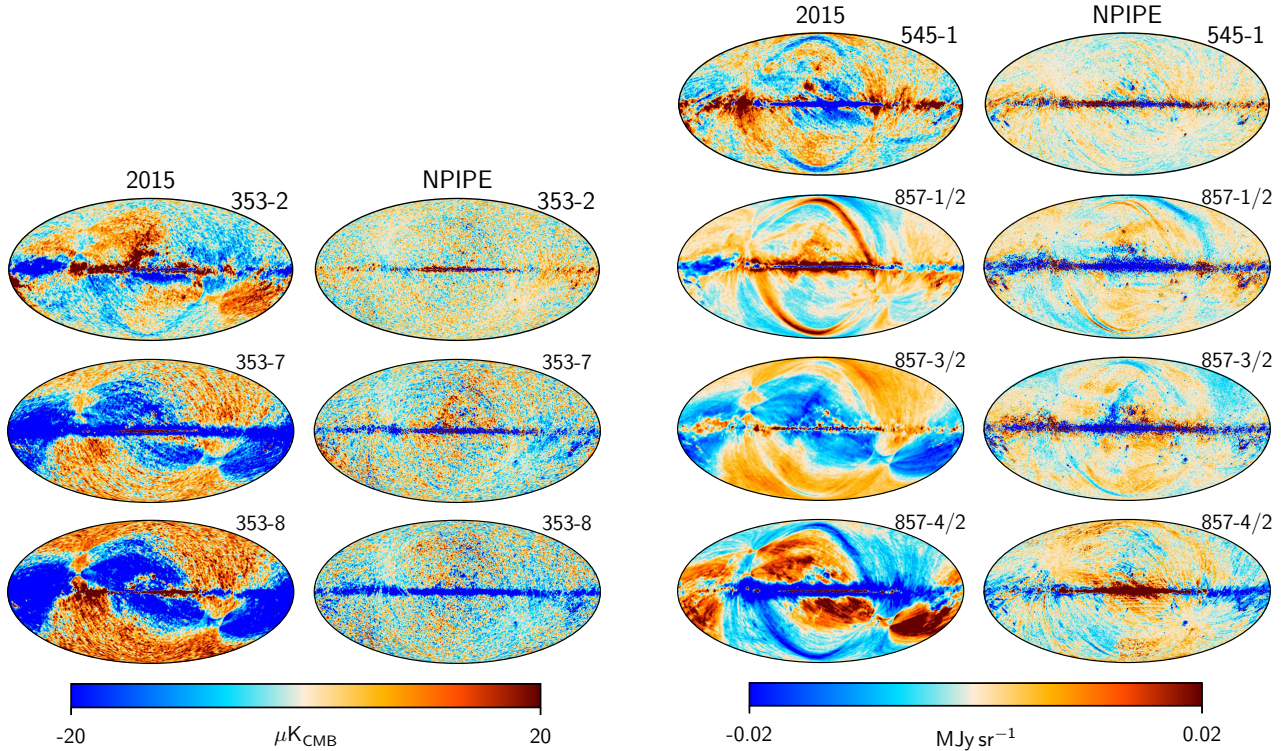 2015 NPIPE
353-2 353-2
353-7 353-7
353-8 353-8
-20 μK_CMB 20
2015 NPIPE
545-1 545-1
857-1/2 857-1/2
857-3/2 857-3/2
857-4/2 857-4/2
-0.02 MJy sr⁻¹ 0.02